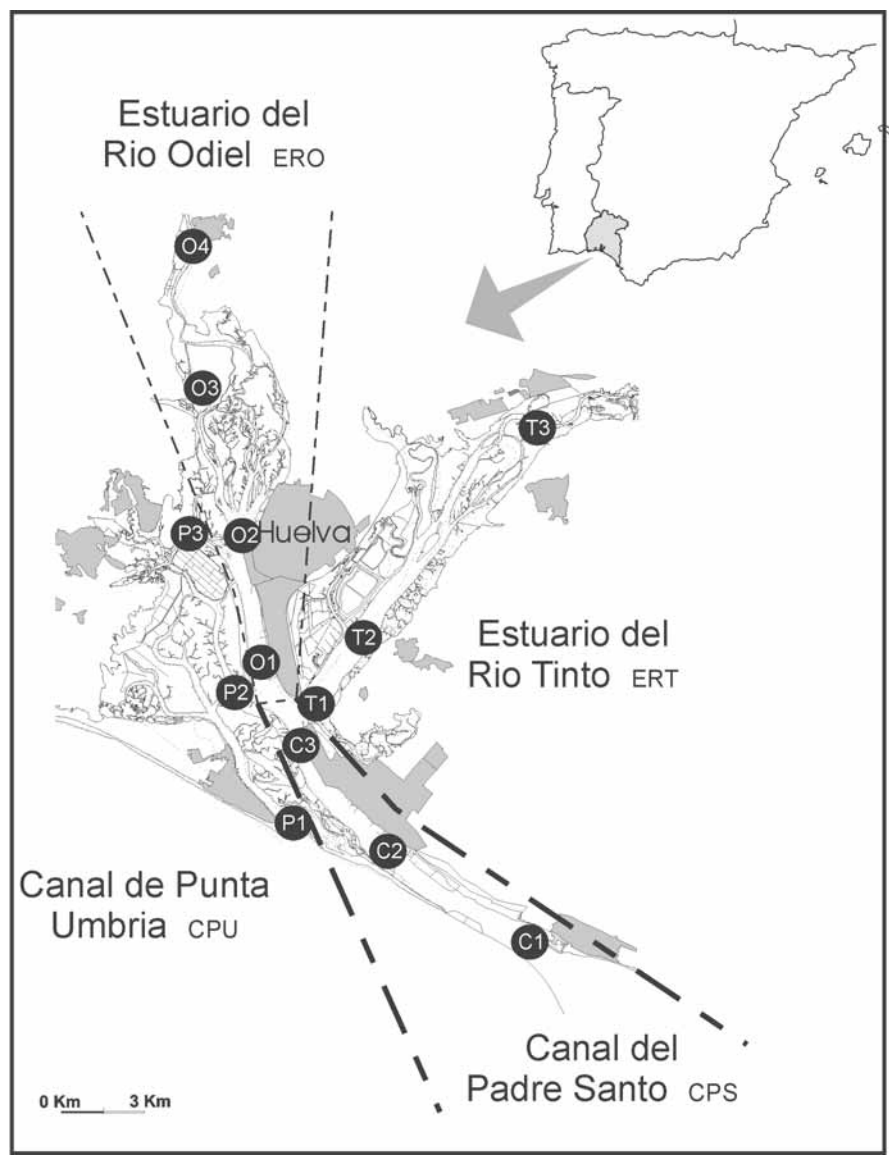 Estuario del
Rio Odiel ERO
O4
O3
T3
P3
O2
Huelva
T2
Estuario del
Rio Tinto ERT
O1
P2
T1
C3
P1
C2
Canal de Punta
Umbria CPU
C1
Canal del
Padre Santo CPS
0 Km 3 Km